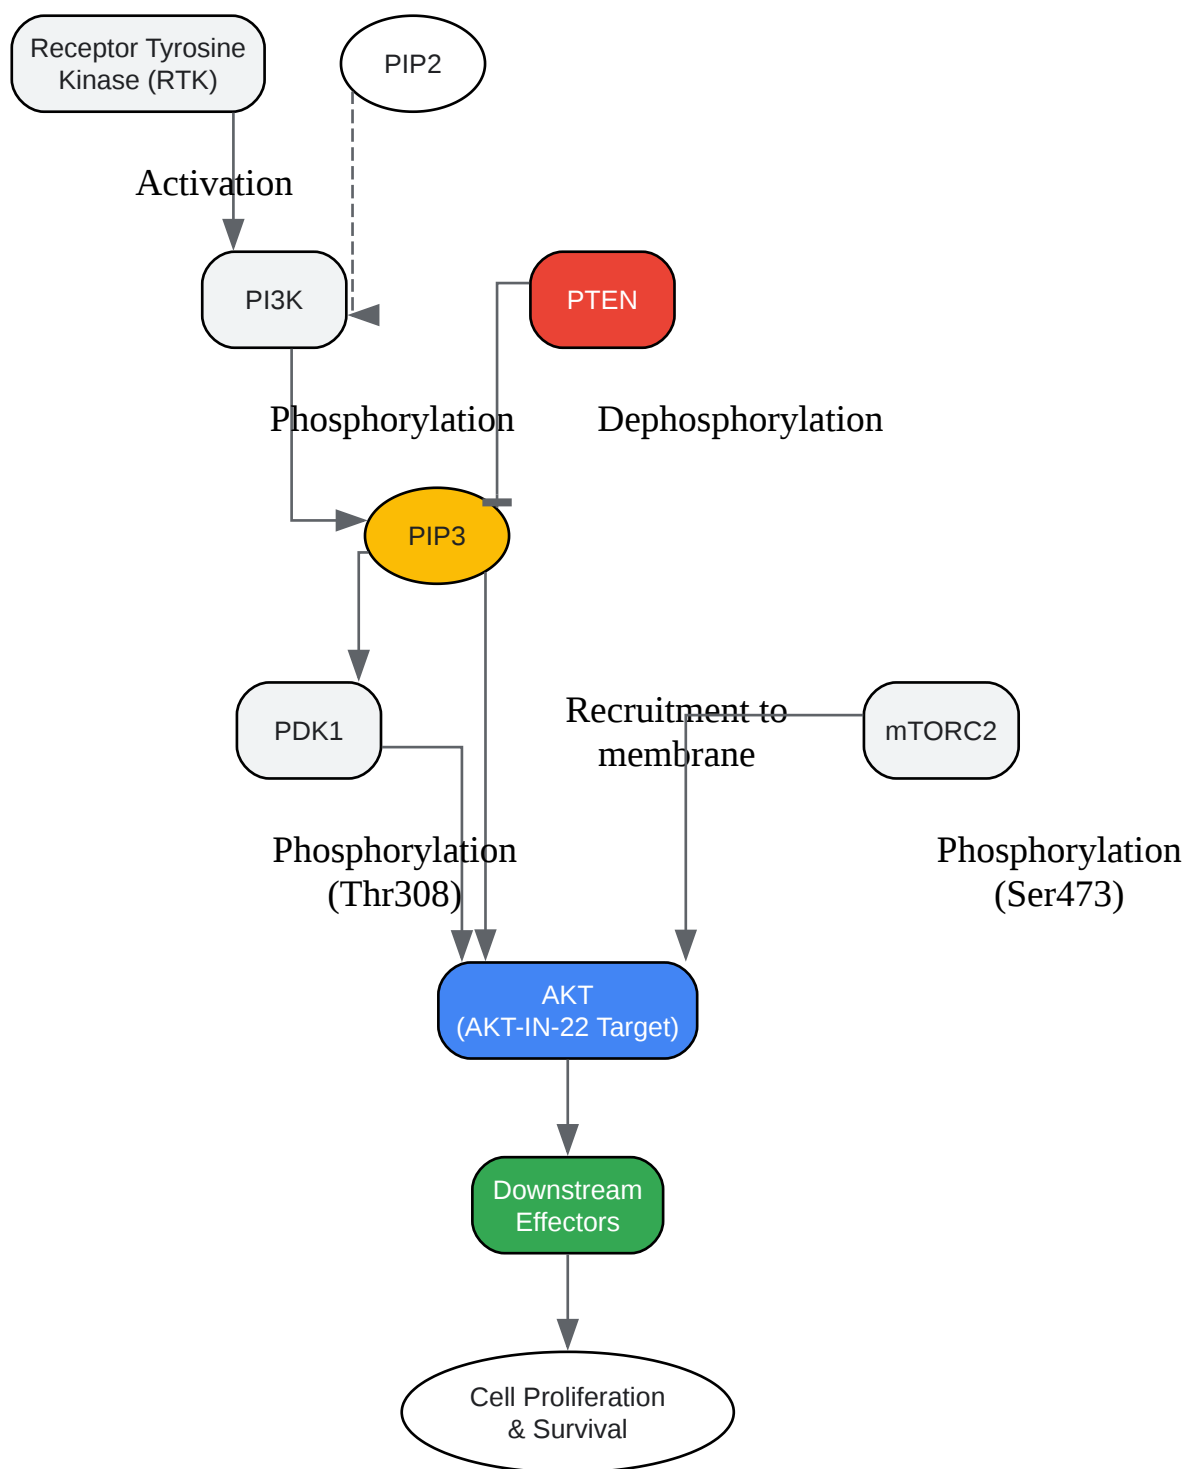 Receptor Tyrosine
Kinase (RTK)
PIP2
Activation
PI3K
PTEN
Phosphorylation
Dephosphorylation
PIP3
PDK1
Recruitment to
membrane
mTORC2
Phosphorylation
(Thr308)
Phosphorylation
(Ser473)
AKT
(AKT-IN-22 Target)
Downstream
Effectors
Cell Proliferation
& Survival